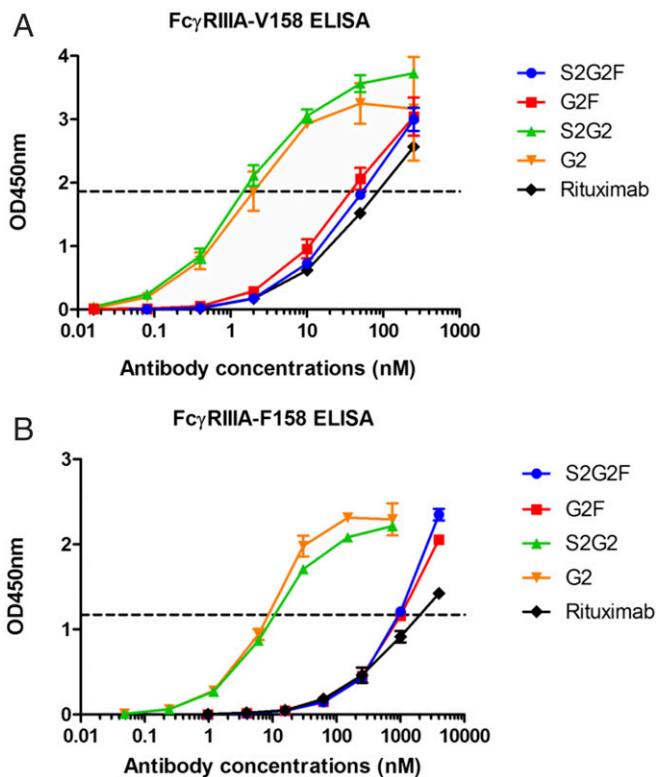 A
FcγRIIIA-V158 ELISA
4
3
2
1
0
OD450nm
0.01 0.1 1 10 100 1000
Antibody concentrations (nM)
S2G2F
G2F
S2G2
G2
Rituximab
B
FcγRIIIA-F158 ELISA
3
2
1
0
OD450nm
0.01 0.1 1 10 100 1000 10000
Antibody concentrations (nM)
S2G2F
G2F
S2G2
G2
Rituximab